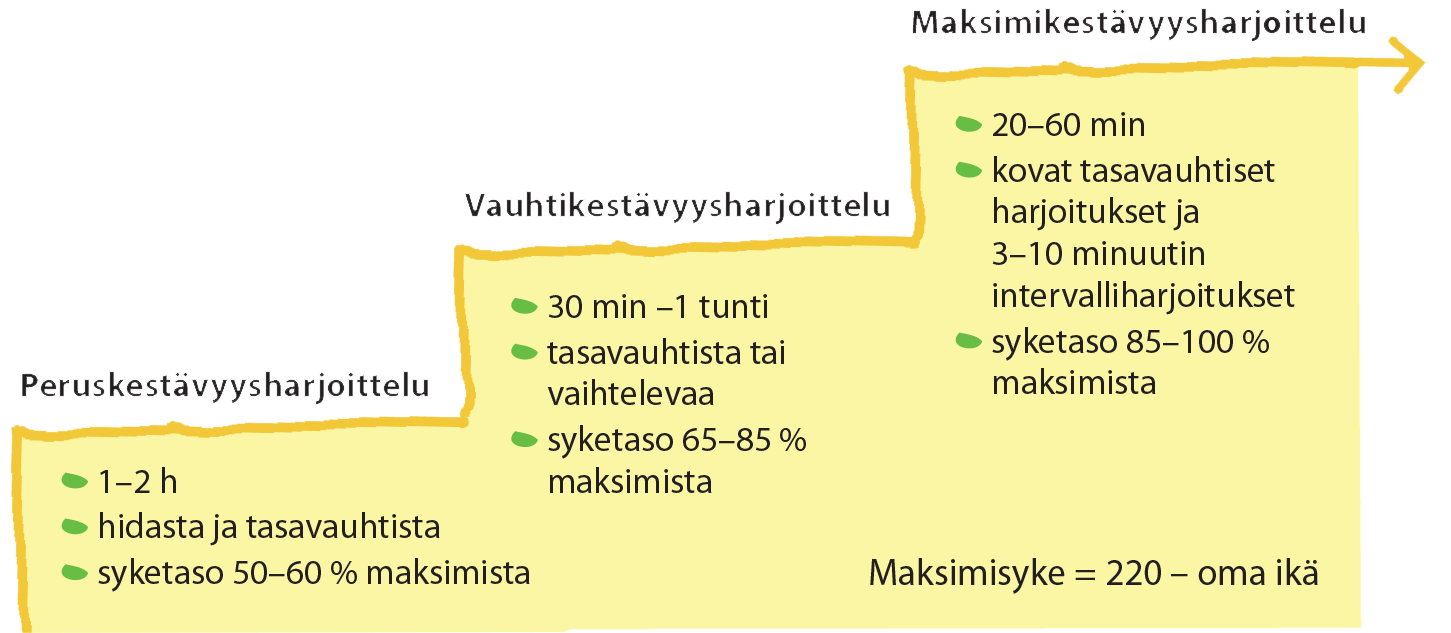 Maksimikestävyysharjoittelu
20–60 min
kovat tasavauhtiset
harjoitukset ja
3–10 minuutin
intervalliharjoitukset
syketaso 85–100 %
maksimista
Vauhtikestävyysharjoittelu
30 min –1 tunti
tasavauhtista tai
vaihtelevaa
syketaso 65–85 %
maksimista
Peruskestävyysharjoittelu
1–2 h
hidasta ja tasavauhtista
syketaso 50–60 % maksimista
Maksimisyke = 220 – oma ikä